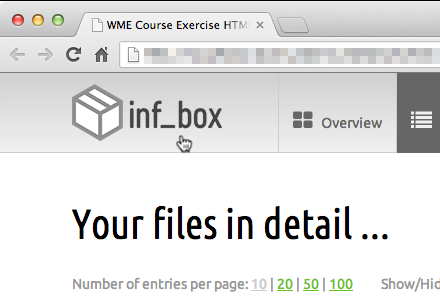 WME Course Exercise HTM
inf_box
Overview
Your files in detail ...
Number of entries per page: 10 | 20 | 50 | 100
Show/Hid